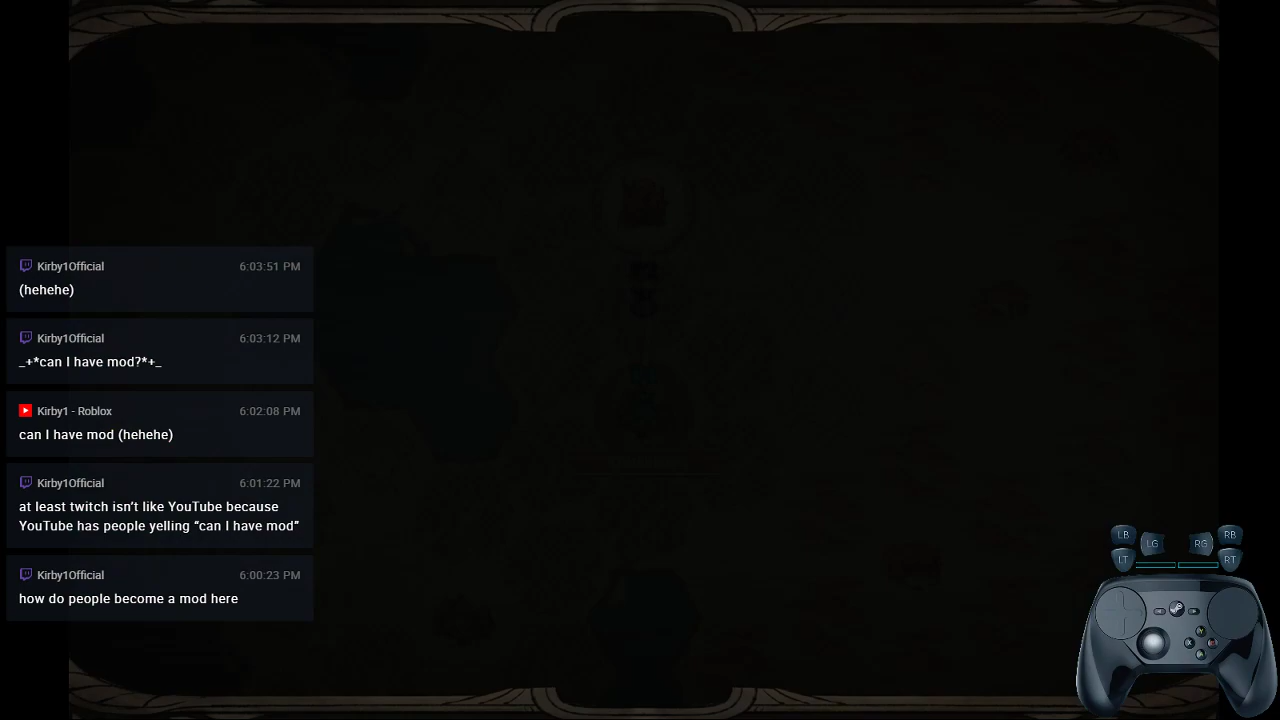 Kirby1Official 6:03:51 PM
(hehehe)
Kirby1Official 6:03:12 PM
_+*can I have mod?*+_
Kirby1 - Roblox 6:02:08 PM
can I have mod (hehehe)
Kirby1Official 6:01:22 PM
at least twitch isn’t like YouTube because
YouTube has people yelling “can I have mod”
Kirby1Official 6:00:23 PM
how do people become a mod here
LB RB
LG RG
LT RT
Y
X B
A